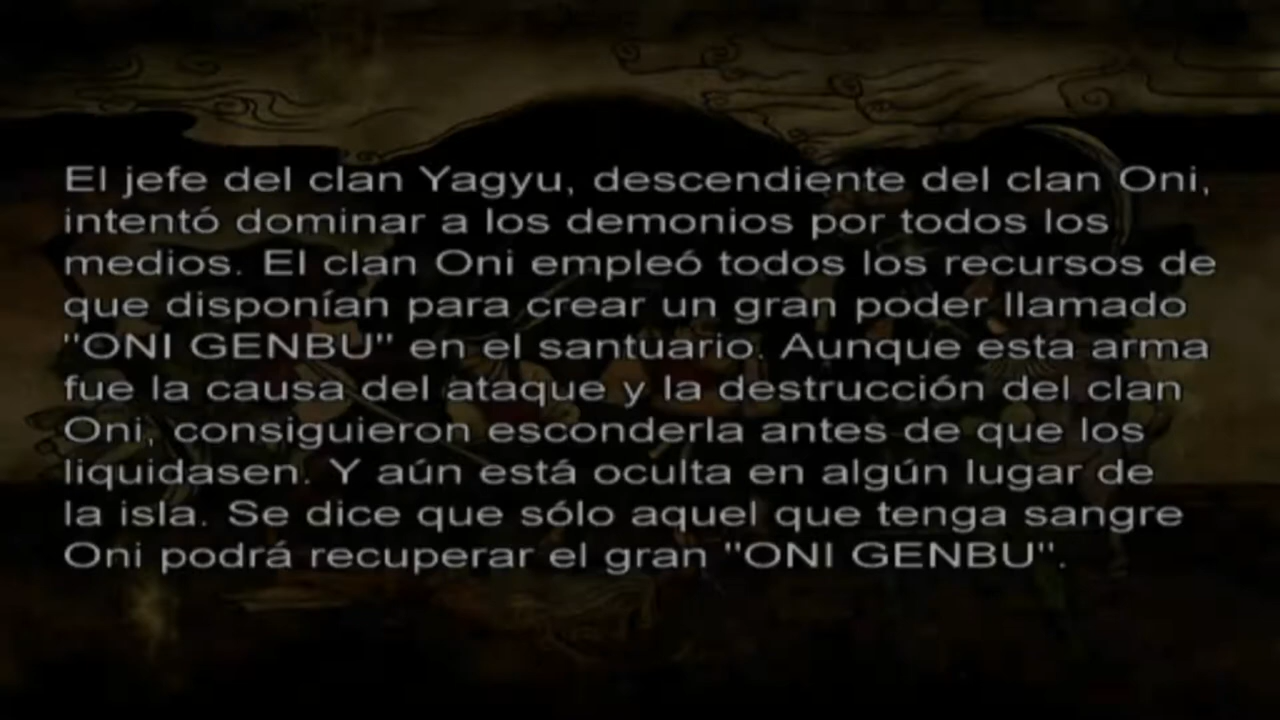 El jefe del clan Yagyu, descendiente del clan Oni,
intentó dominar a los demonios por todos los
medios. El clan Oni empleó todos los recursos de
que disponían para crear un gran poder llamado
"ONI GENBU" en el santuario. Aunque esta arma
fue la causa del ataque y la destrucción del clan
Oni, consiguieron esconderla antes de que los
liquidasen. Y aún está oculta en algún lugar de
la isla. Se dice que sólo aquel que tenga sangre
Oni podrá recuperar el gran "ONI GENBU".